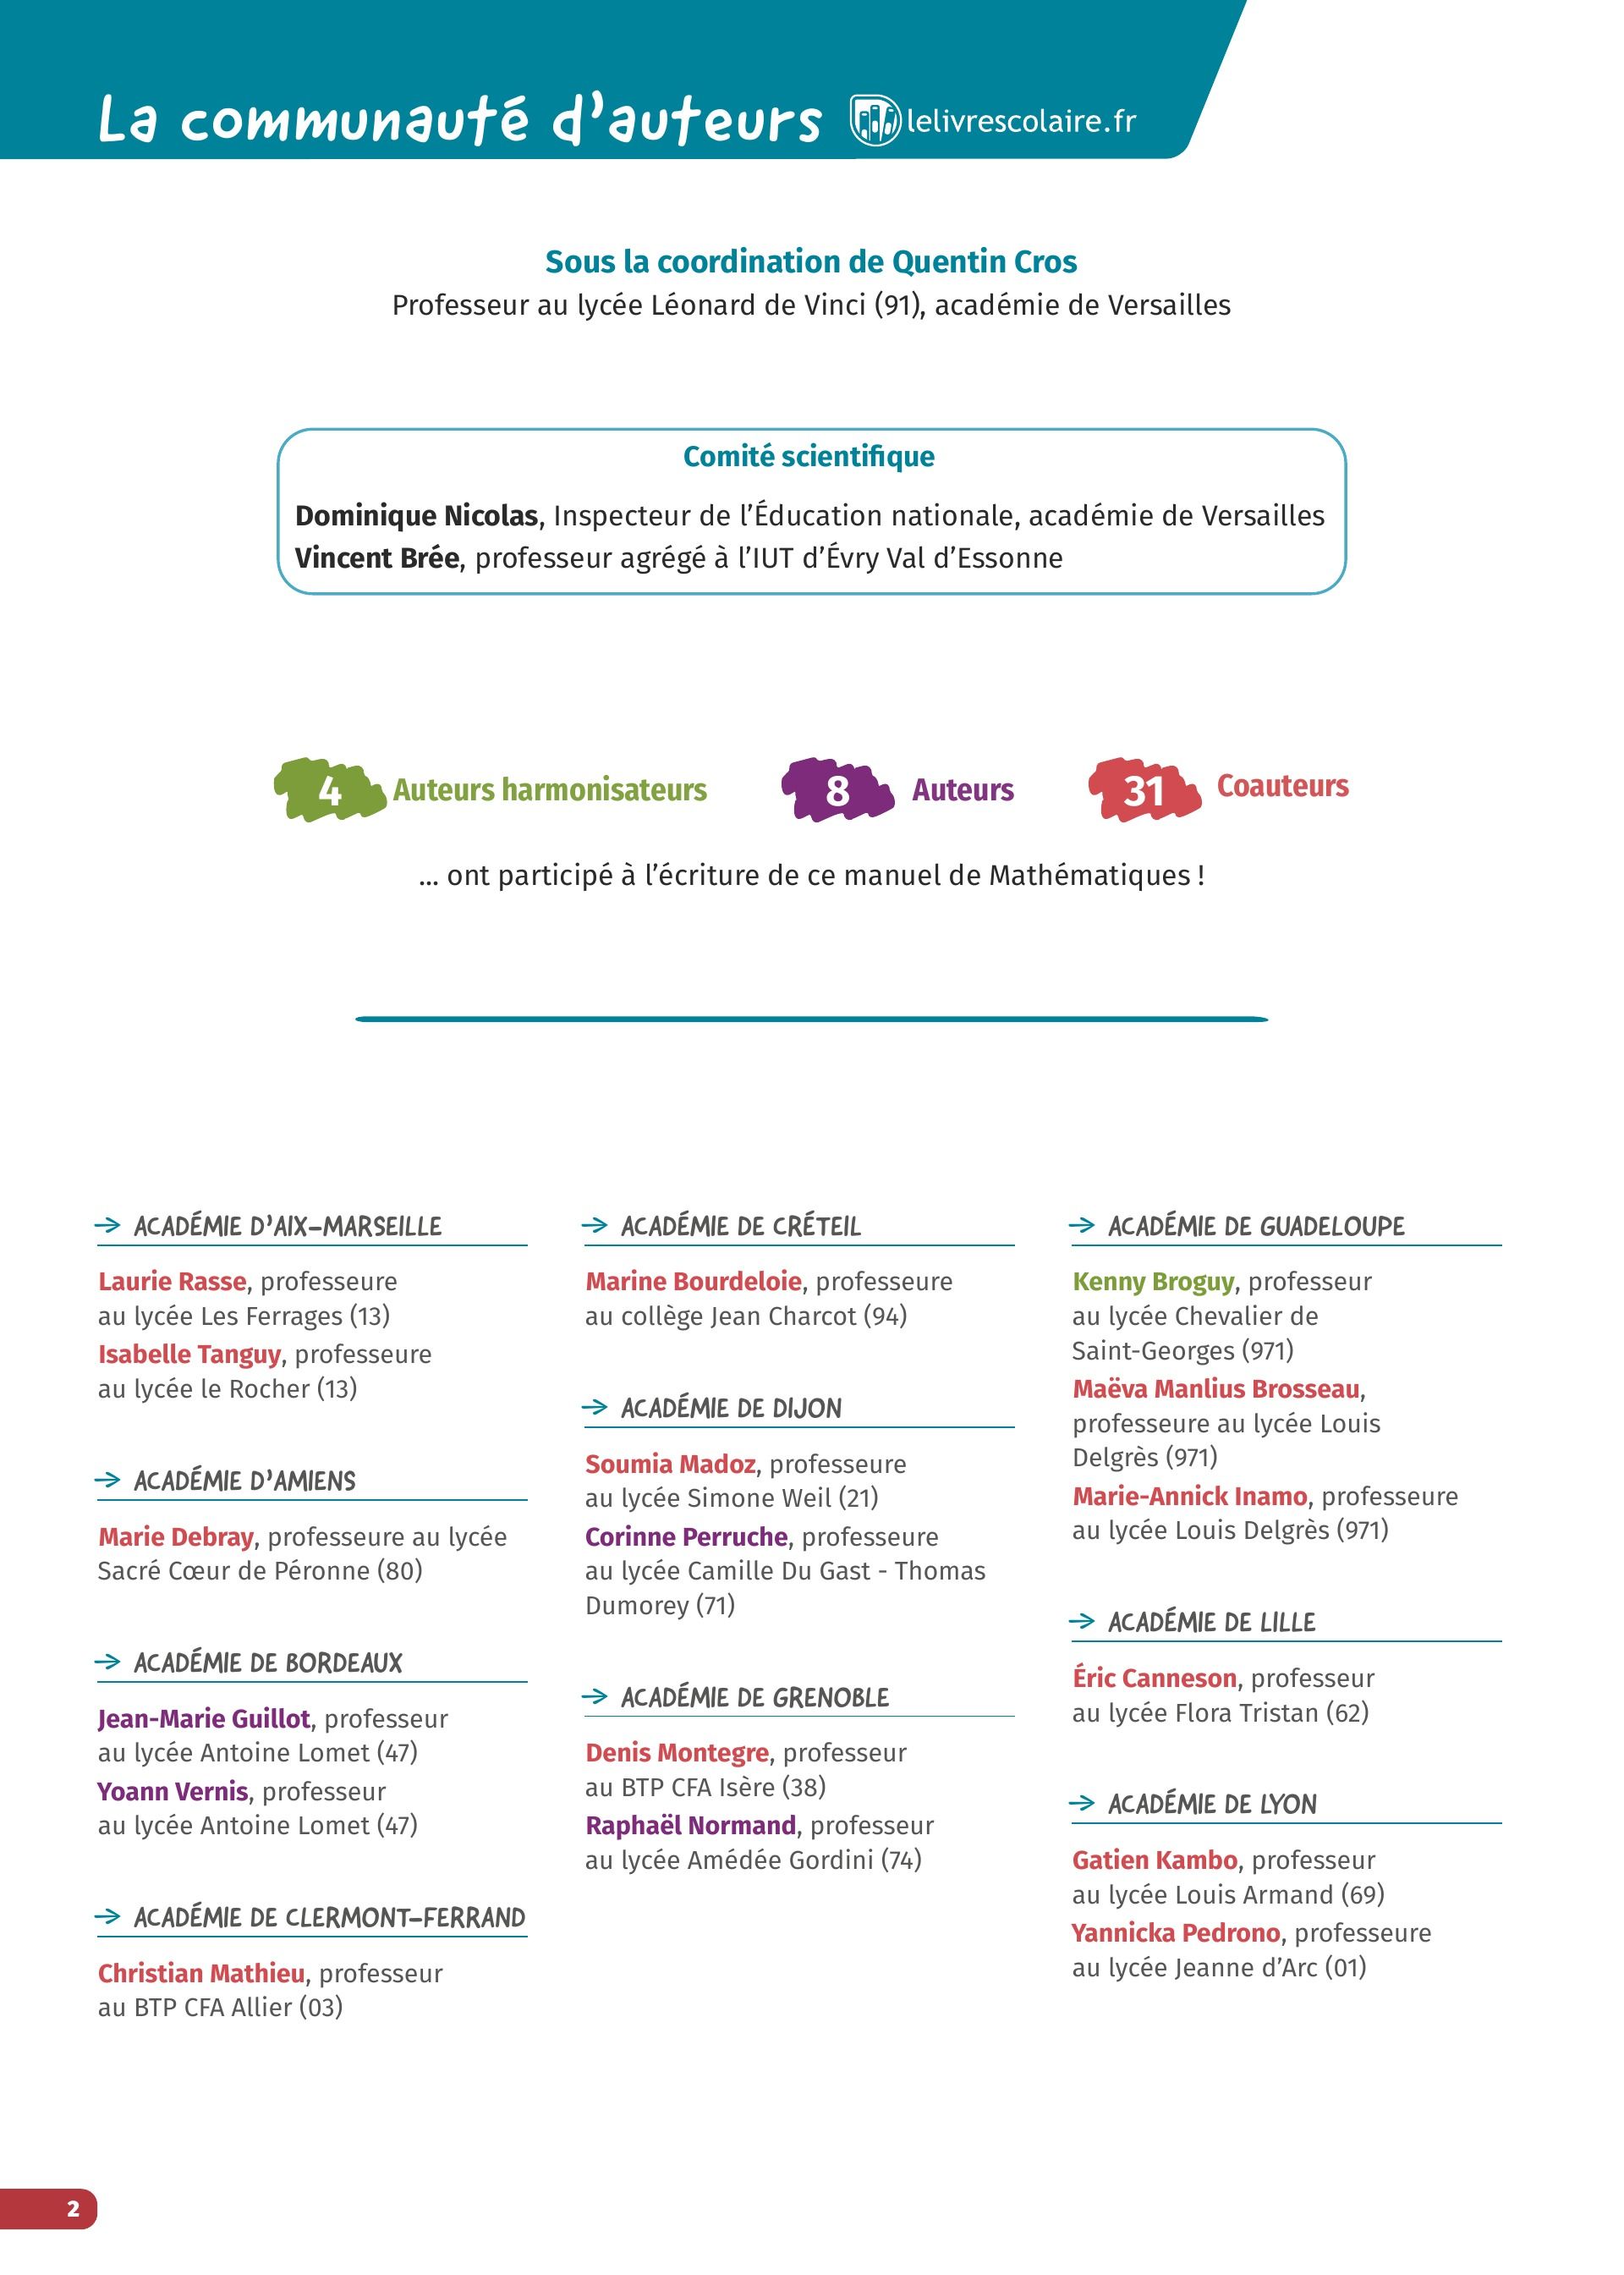 La communauté d'auteurs lelivrescolaire.fr
Sous la coordination de Quentin Cros
Professeur au lycée Léonard de Vinci (91), académie de Versailles
Comité scientifique
Dominique Nicolas, Inspecteur de l'Éducation nationale, académie de Versailles
Vincent Brée, professeur agrégé à l'IUT d'Évry Val d'Essonne
4 Auteurs harmonisateurs 8 Auteurs 31 Coauteurs
... ont participé à l'écriture de ce manuel de Mathématiques !
→ ACADÉMIE D'AIX-MARSEILLE
Laurie Rasse, professeure
au lycée Les Ferrages (13)
Isabelle Tanguy, professeure
au lycée le Rocher (13)
→ ACADÉMIE D'AMIENS
Marie Debray, professeure au lycée
Sacré Cœur de Péronne (80)
→ ACADÉMIE DE BORDEAUX
Jean-Marie Guillot, professeur
au lycée Antoine Lomet (47)
Yoann Vernis, professeur
au lycée Antoine Lomet (47)
→ ACADÉMIE DE CLERMONT-FERRAND
Christian Mathieu, professeur
au BTP CFA Allier (03)
→ ACADÉMIE DE CRÉTEIL
Marine Bourdeloie, professeure
au collège Jean Charcot (94)
→ ACADÉMIE DE DIJON
Soumia Madoz, professeure
au lycée Simone Weil (21)
Corinne Perruche, professeure
au lycée Camille Du Gast - Thomas
Dumorey (71)
→ ACADÉMIE DE GRENOBLE
Denis Montegre, professeur
au BTP CFA Isère (38)
Raphaël Normand, professeur
au lycée Amédée Gordini (74)
→ ACADÉMIE DE GUADELOUPE
Kenny Broguy, professeur
au lycée Chevalier de
Saint-Georges (971)
Maëva Manlius Brosseau,
professeure au lycée Louis
Delgrès (971)
Marie-Annick Inamo, professeure
au lycée Louis Delgrès (971)
→ ACADÉMIE DE LILLE
Éric Canneson, professeur
au lycée Flora Tristan (62)
→ ACADÉMIE DE LYON
Gatien Kambo, professeur
au lycée Louis Armand (69)
Yannicka Pedrono, professeure
au lycée Jeanne d'Arc (01)
2